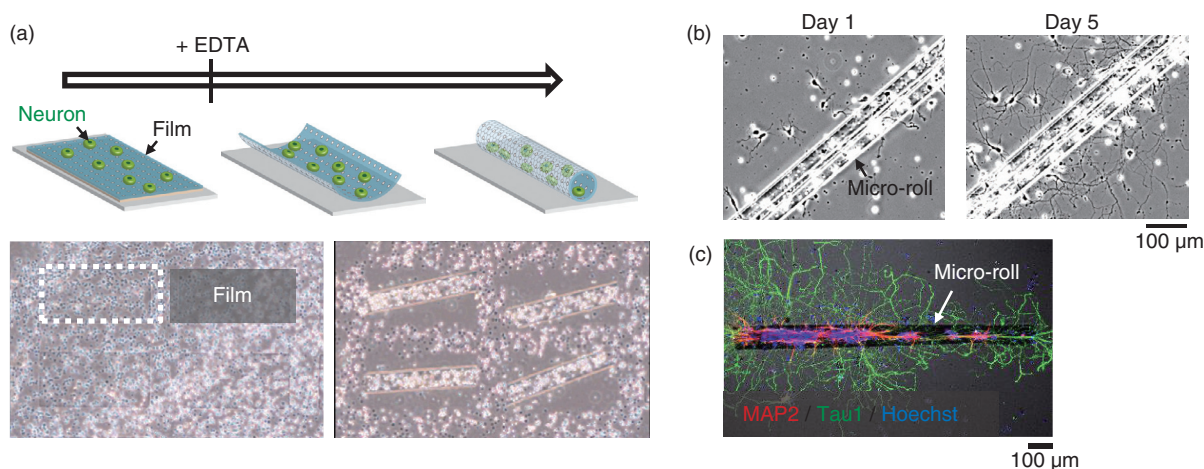 (a)
+ EDTA
Neuron
Film
Film
(b)
Day 1
Day 5
Micro-roll
100 μm
(c)
Micro-roll
MAP2 / Tau1 / Hoechst
100 μm